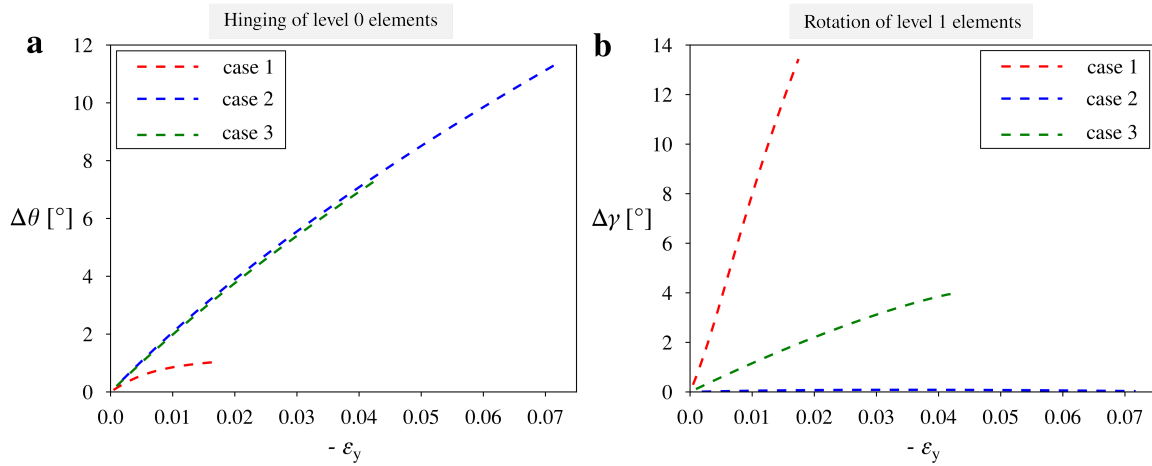 Hinging of level 0 elements
a
case 1
case 2
case 3
12
10
8
6
4
2
0
Δθ [°]
0.0 0.01 0.02 0.03 0.04 0.05 0.06 0.07
- εy
Rotation of level 1 elements
b
case 1
case 2
case 3
14
12
10
8
6
4
2
0
Δγ [°]
0.0 0.01 0.02 0.03 0.04 0.05 0.06 0.07
- εy